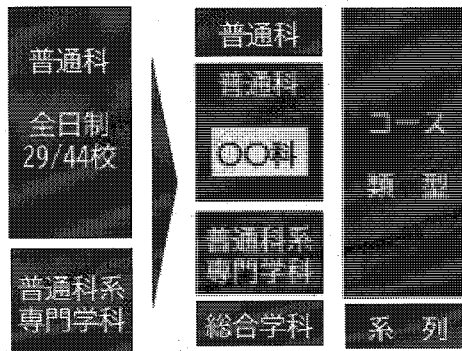 普通科
全日制
29/44校
普通科系
専門学科
普通科
普通科
〇〇科
普通科系
専門学科
総合学科
コース
類 型
系 列